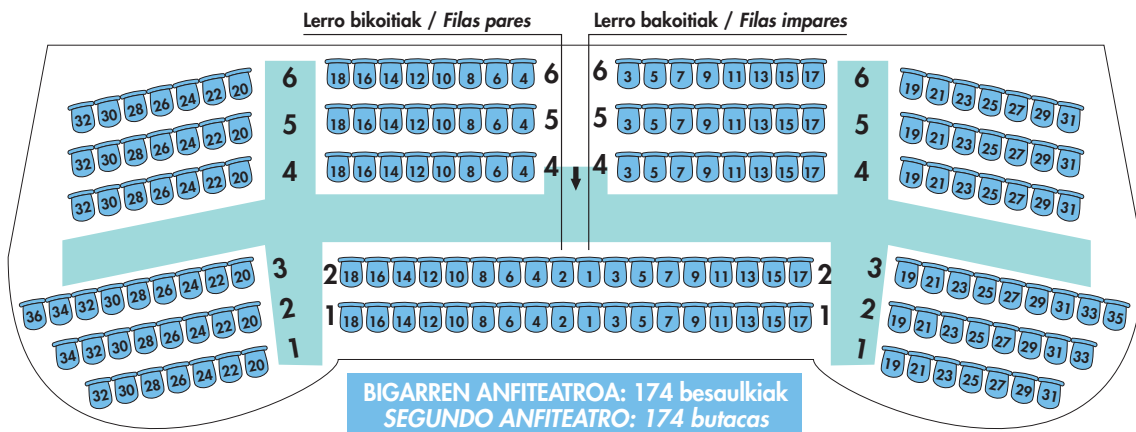 Lerro bikoitiak / Filas pares Lerro bakoitiak / Filas impares
32 30 28 26 24 22 20 6 18 16 14 12 10 8 6 4 6 6 3 5 7 9 11 13 15 17 6 19 21 23 25 27 29 31
32 30 28 26 24 22 20 5 18 16 14 12 10 8 6 4 5 5 3 5 7 9 11 13 15 17 5 19 21 23 25 27 29 31
32 30 28 26 24 22 20 4 18 16 14 12 10 8 6 4 4 4 3 5 7 9 11 13 15 17 4 19 21 23 25 27 29 31
36 34 32 30 28 26 24 22 20 3 3 19 21 23 25 27 29 31 33 35
34 32 30 28 26 24 22 20 2 2 18 16 14 12 10 8 6 4 2 1 3 5 7 9 11 13 15 17 2 2 19 21 23 25 27 29 31 33
32 30 28 26 24 22 20 1 1 18 16 14 12 10 8 6 4 2 1 3 5 7 9 11 13 15 17 1 1 19 21 23 25 27 29 31
BIGARREN ANFITEATROA: 174 besaulkiak
SEGUNDO ANFITEATRO: 174 butacas